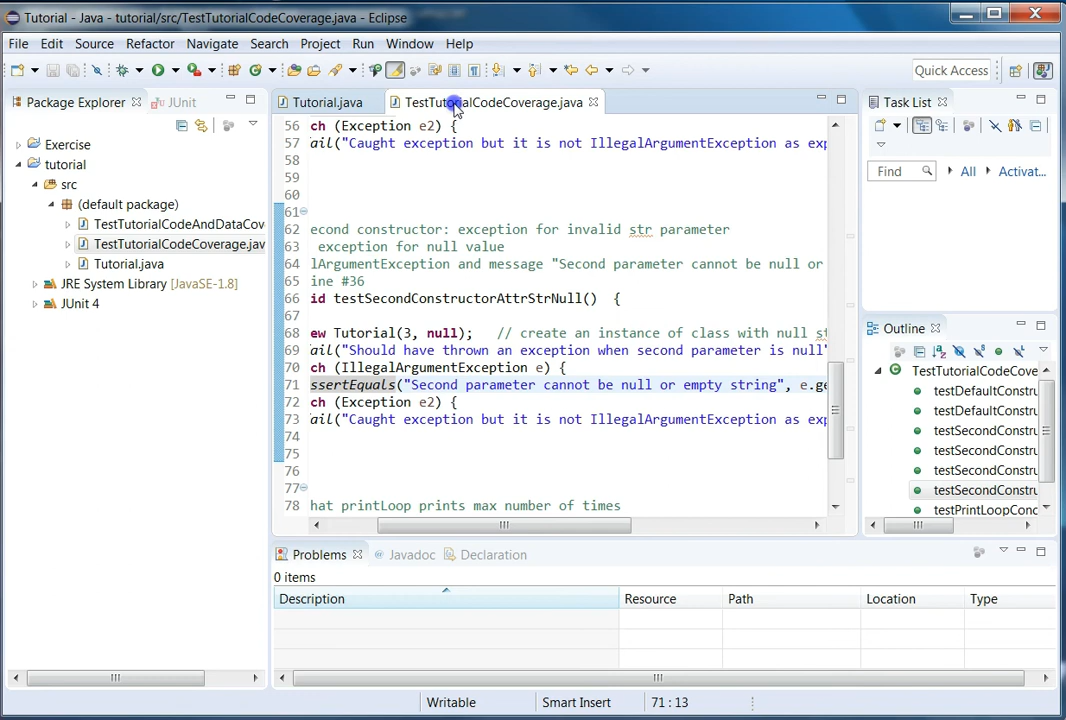 Tutorial - Java - tutorial/src/TestTutorialCodeCoverage.java - Eclipse
File Edit Source Refactor Navigate Search Project Run Window Help
Quick Access
Package Explorer JUnit
Tutorial.java TestTutorialCodeCoverage.java
Task List
Exercise
tutorial
src
(default package)
TestTutorialCodeAndDataCov
TestTutorialCodeCoverage.jav
Tutorial.java
JRE System Library [JavaSE-1.8]
JUnit 4
56 ch (Exception e2) {
57 ail("Caught exception but it is not IllegalArgumentException as exp
58
59
60
61
62 econd constructor: exception for invalid str parameter
63 exception for null value
64 lArgumentException and message "Second parameter cannot be null or
65 ine #36
66 id testSecondConstructorAttrStrNull() {
67
68 ew Tutorial(3, null); // create an instance of class with null st
69 ail("Should have thrown an exception when second parameter is null"
70 ch (IllegalArgumentException e) {
71 ssertEquals("Second parameter cannot be null or empty string", e.ge
72 ch (Exception e2) {
73 ail("Caught exception but it is not IllegalArgumentException as exp
74
75
76
77
78 hat printLoop prints max number of times
Find All Activat...
Outline
TestTutorialCodeCove
testDefaultConstru
testDefaultConstru
testSecondConstru
testSecondConstru
testSecondConstru
testSecondConstru
testPrintLoopConc
Problems Javadoc Declaration
0 items
Description Resource Path Location Type
Writable Smart Insert 71 : 13